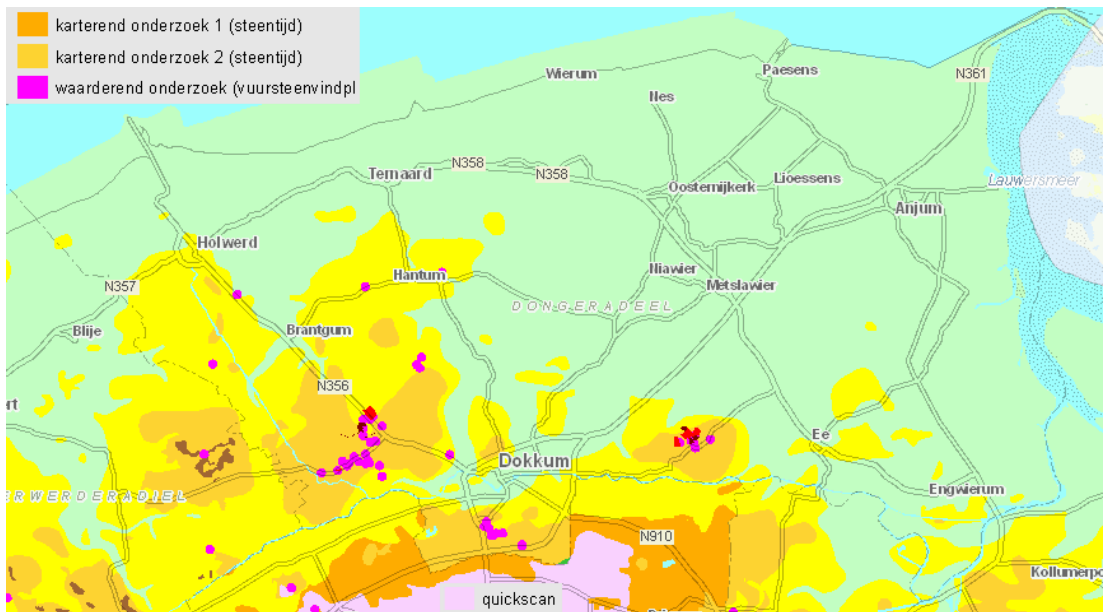 karterend onderzoek 1 (steentijd)
karterend onderzoek 2 (steentijd)
waarderend onderzoek (vuursteenvindpl
Wierum
Paesens
N361
Nes
Ternaard
N358
N358
Oosternijkerk
Lioessens
Lauwersmeer
Anjum
Holwerd
Hantum
Niawier
Metslawier
N357
DONGERADEEL
Blije
Brantgum
N356
rt
Ee
Dokkum
ERWERDERADIEL
Engwierum
N910
Kollumerpo
quickscan